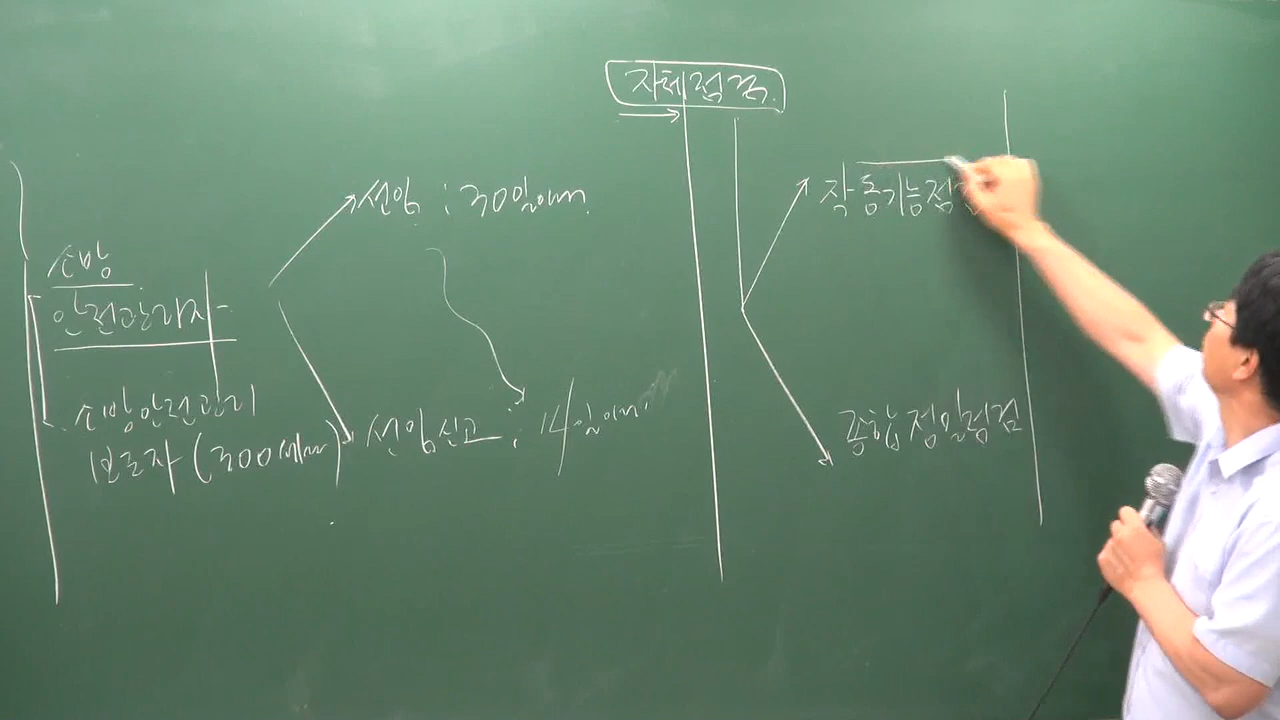 자체점검
소방
안전관리자
선임 : 30일이내
소방안전관리
보조자 (300세대)
선임신고 : 14일이내
작동기능점
종합정밀점검